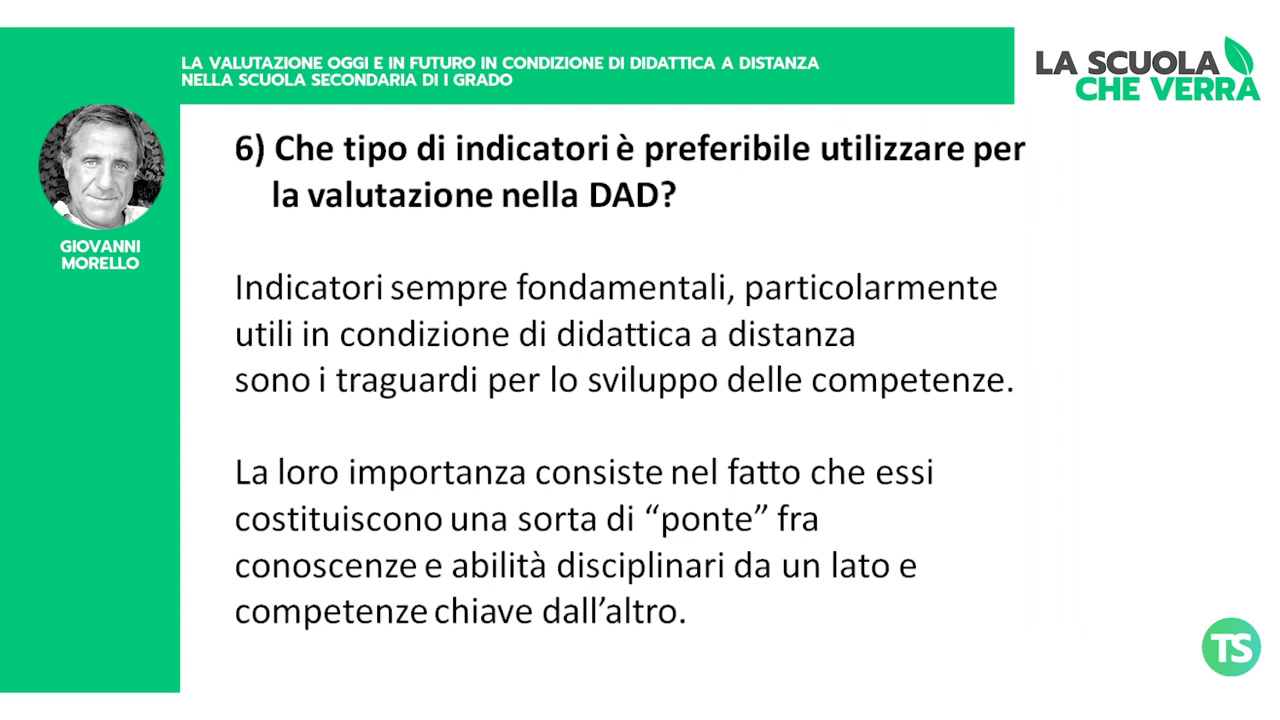 LA VALUTAZIONE OGGI E IN FUTURO IN CONDIZIONE DI DIDATTICA A DISTANZA
NELLA SCUOLA SECONDARIA DI I GRADO
LA SCUOLA
CHE VERRA
GIOVANNI
MORELLO
6) Che tipo di indicatori è preferibile utilizzare per
la valutazione nella DAD?
Indicatori sempre fondamentali, particolarmente
utili in condizione di didattica a distanza
sono i traguardi per lo sviluppo delle competenze.
La loro importanza consiste nel fatto che essi
costituiscono una sorta di “ponte” fra
conoscenze e abilità disciplinari da un lato e
competenze chiave dall’altro.
TS